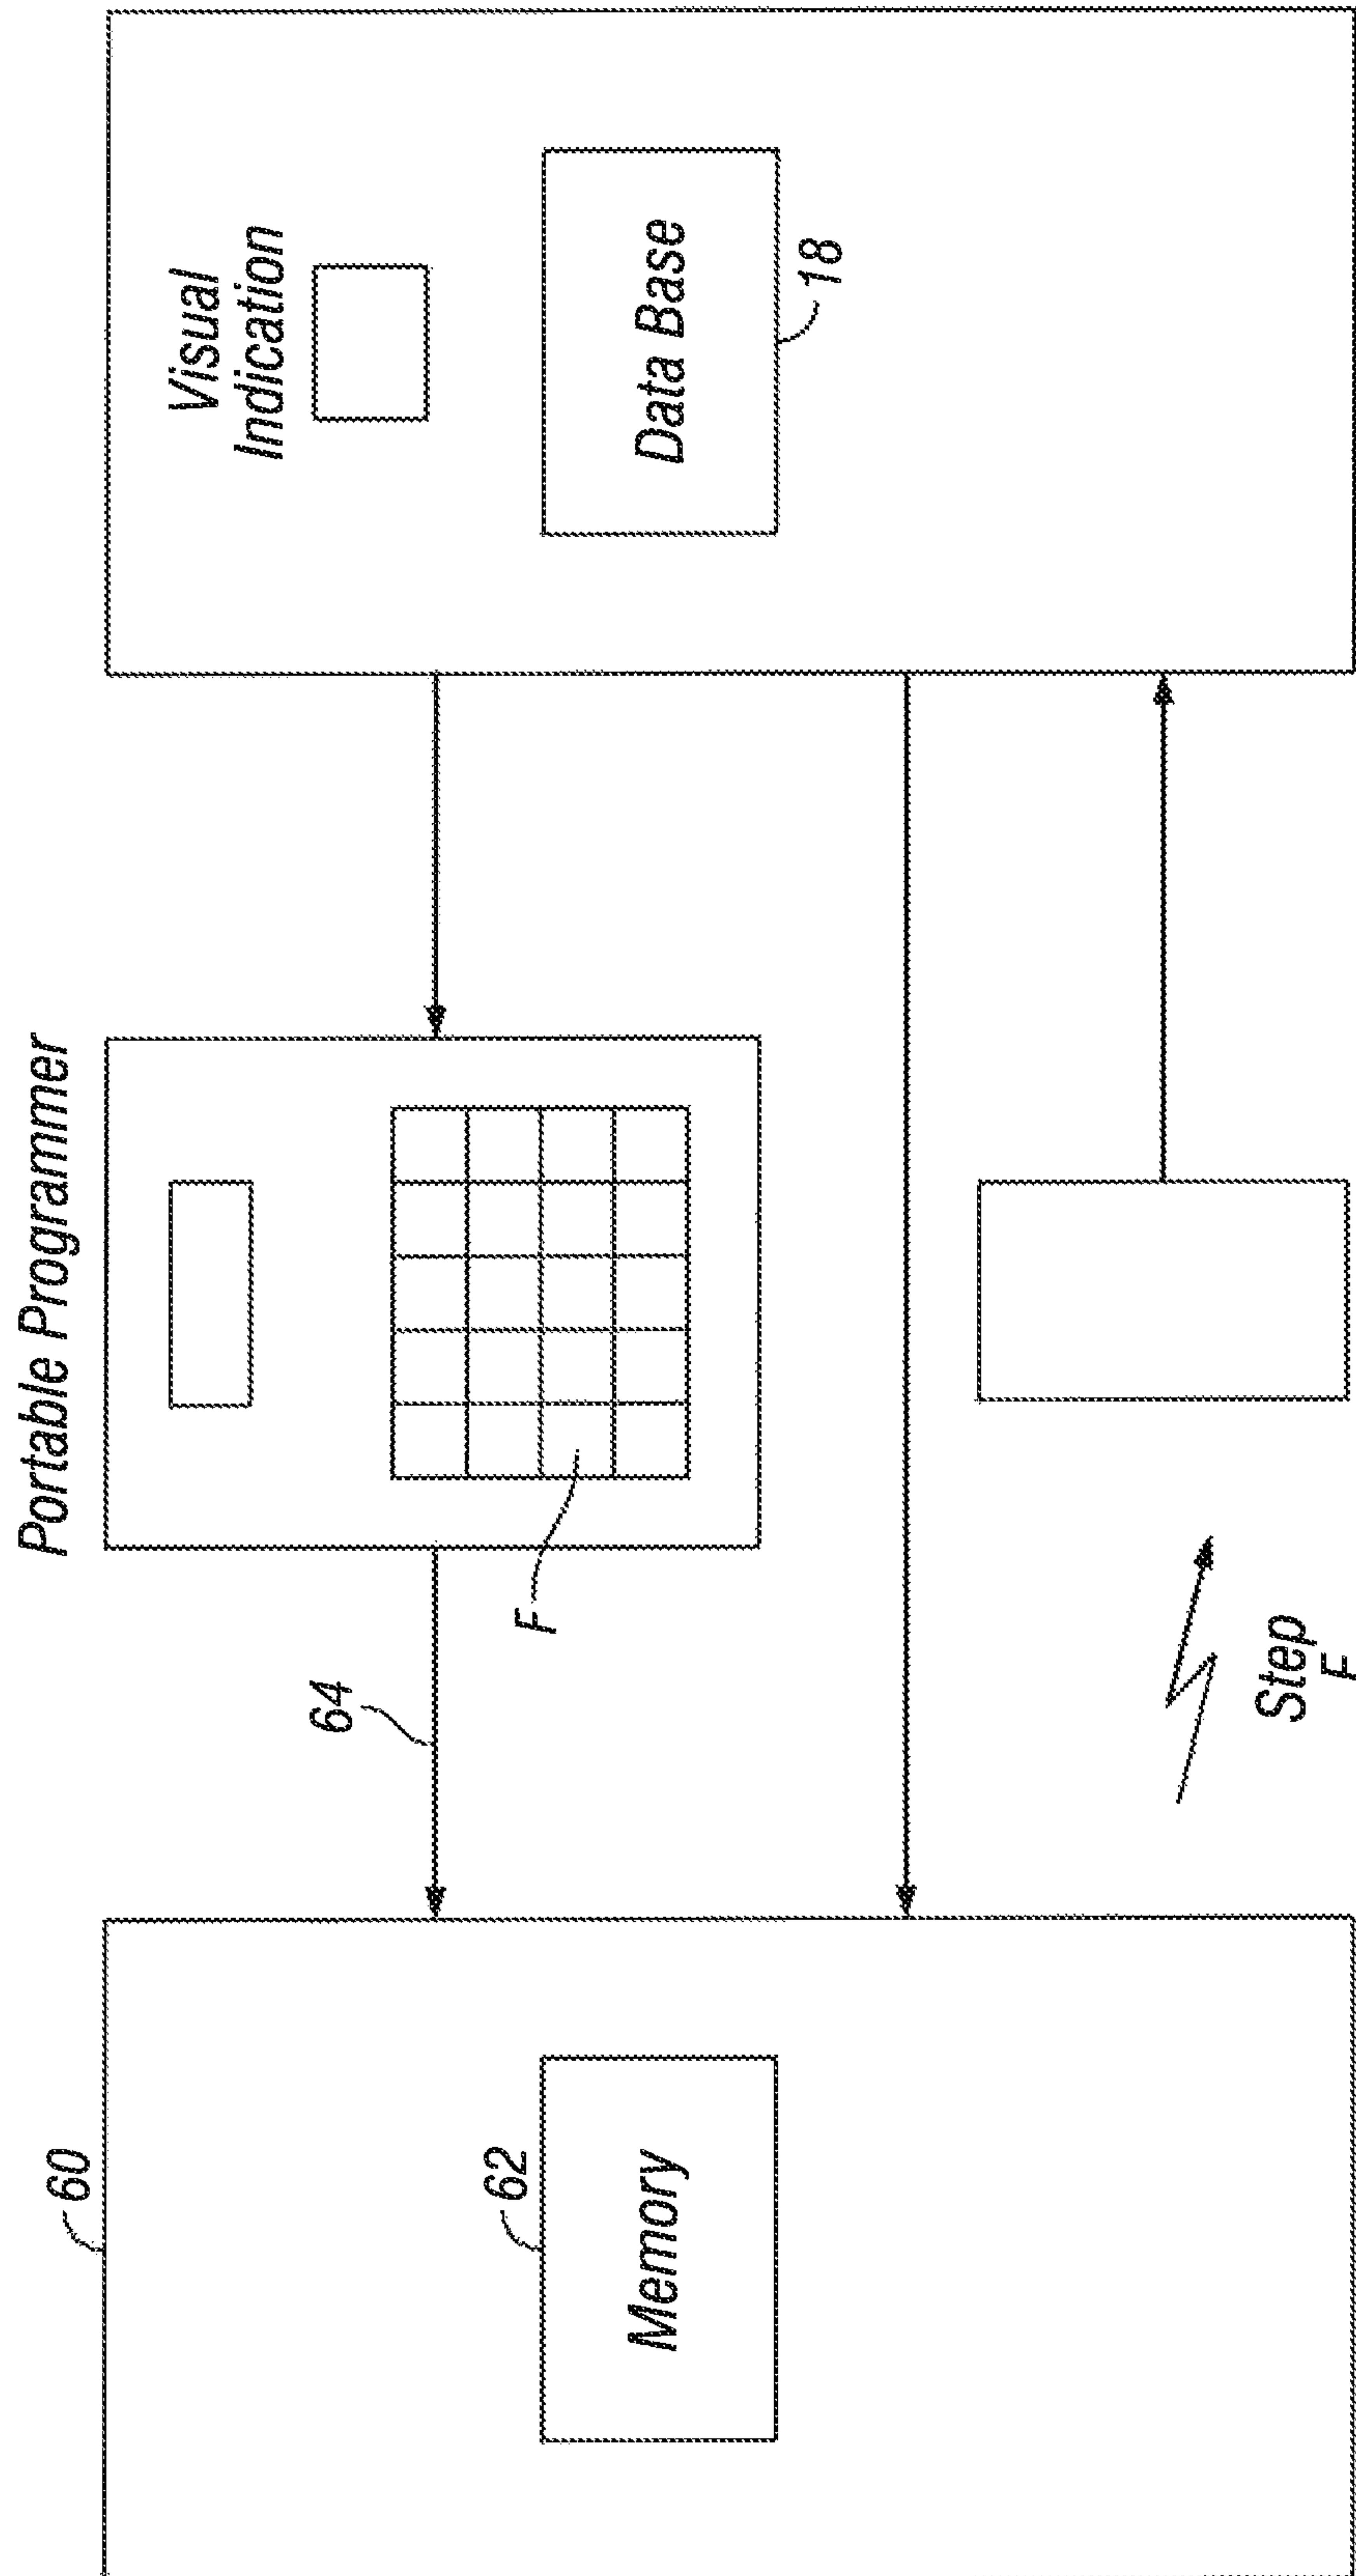 Portable Programmer
60
Visual
Indication
64
62
F
Memory
Data Base
18
Step